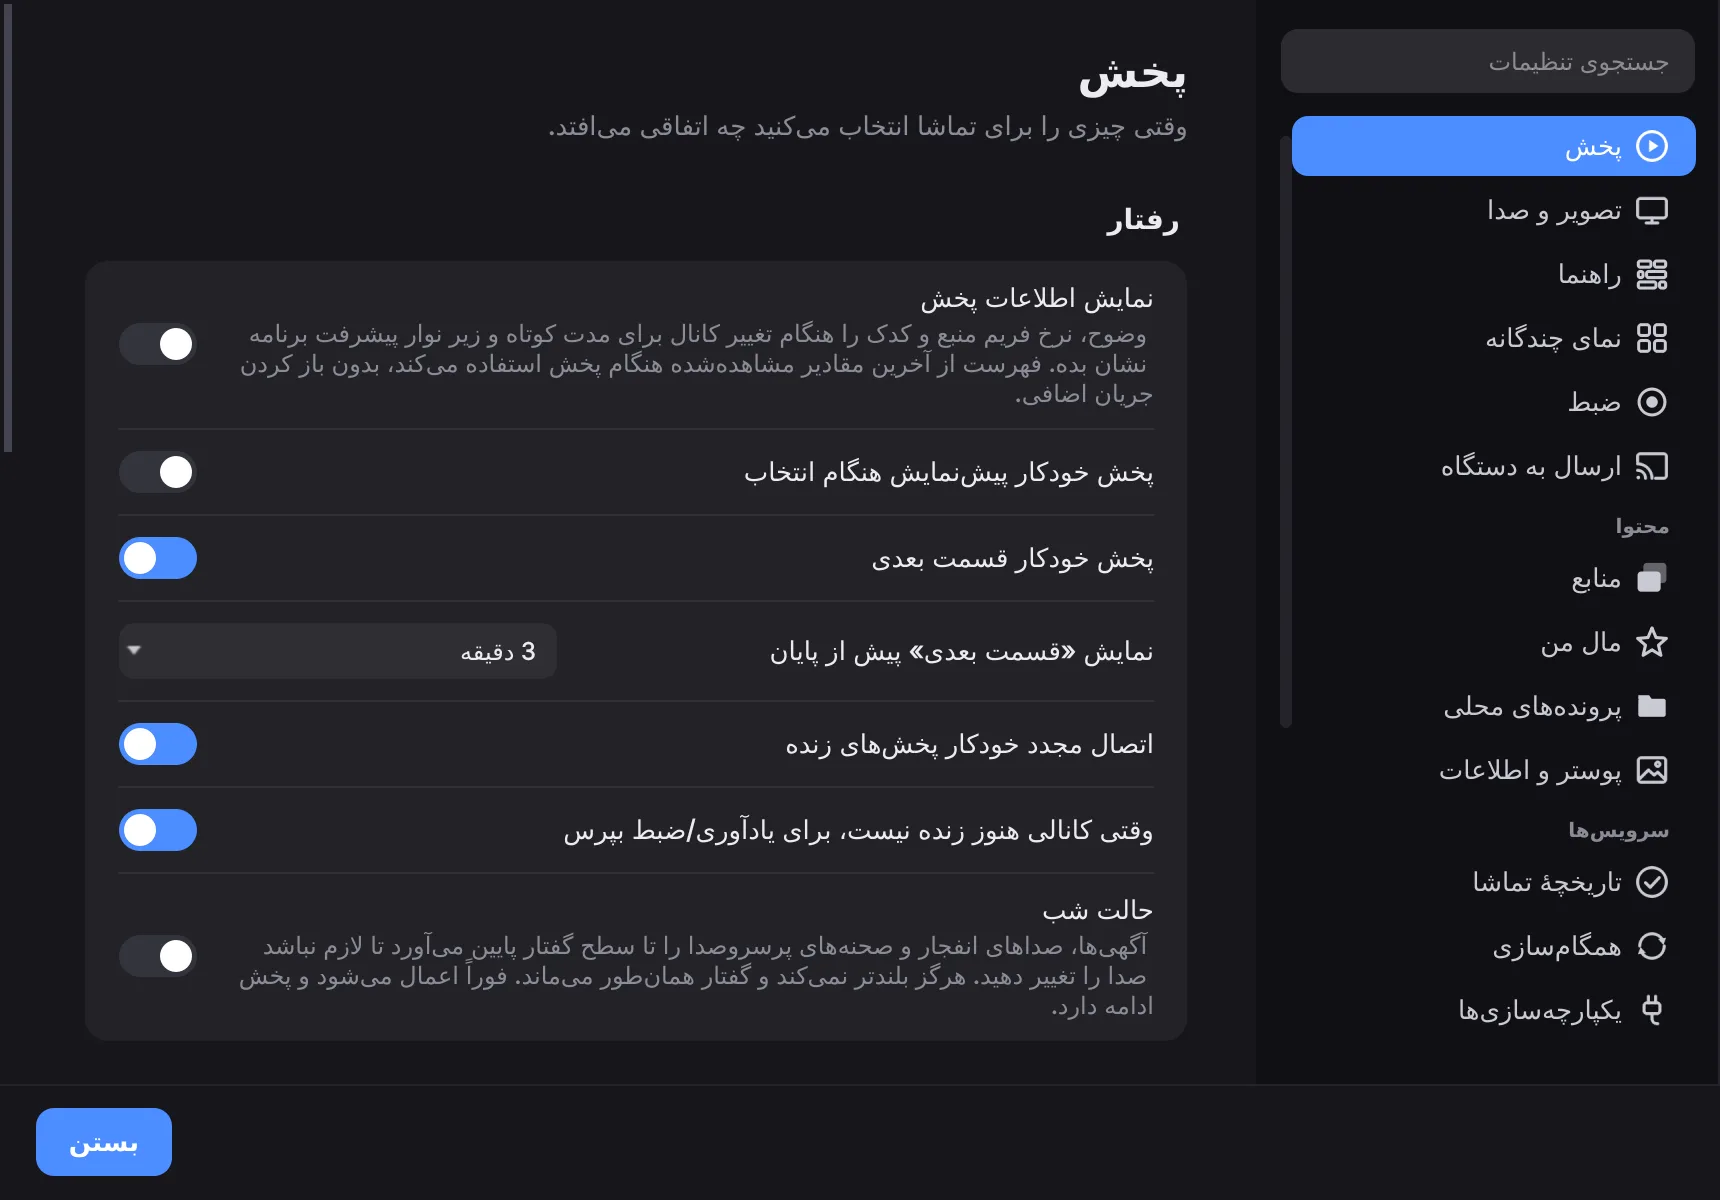 جستجوی تنظیمات
پخش
تصویر و صدا
راهنما
نمای چندگانه
ضبط
ارسال به دستگاه
محتوا
منابع
مال من
پرونده‌های محلی
پوستر و اطلاعات
سرویس‌ها
تاریخچهٔ تماشا
همگام‌سازی
یکپارچه‌سازی‌ها
پخش
وقتی چیزی را برای تماشا انتخاب می‌کنید چه اتفاقی می‌افتد.
رفتار
نمایش اطلاعات پخش
وضوح، نرخ فریم منبع و کدک را هنگام تغییر کانال برای مدت کوتاه و زیر نوار پیشرفت برنامه
نشان بده. فهرست از آخرین مقادیر مشاهده‌شده هنگام پخش استفاده می‌کند، بدون باز کردن
جریان اضافی.
پخش خودکار پیش‌نمایش هنگام انتخاب
پخش خودکار قسمت بعدی
نمایش «قسمت بعدی» پیش از پایان
3 دقیقه
اتصال مجدد خودکار پخش‌های زنده
وقتی کانالی هنوز زنده نیست، برای یادآوری/ضبط بپرس
حالت شب
آگهی‌ها، صداهای انفجار و صحنه‌های پرسروصدا را تا سطح گفتار پایین می‌آورد تا لازم نباشد
صدا را تغییر دهید. هرگز بلندتر نمی‌کند و گفتار همان‌طور می‌ماند. فوراً اعمال می‌شود و پخش
ادامه دارد.
بستن